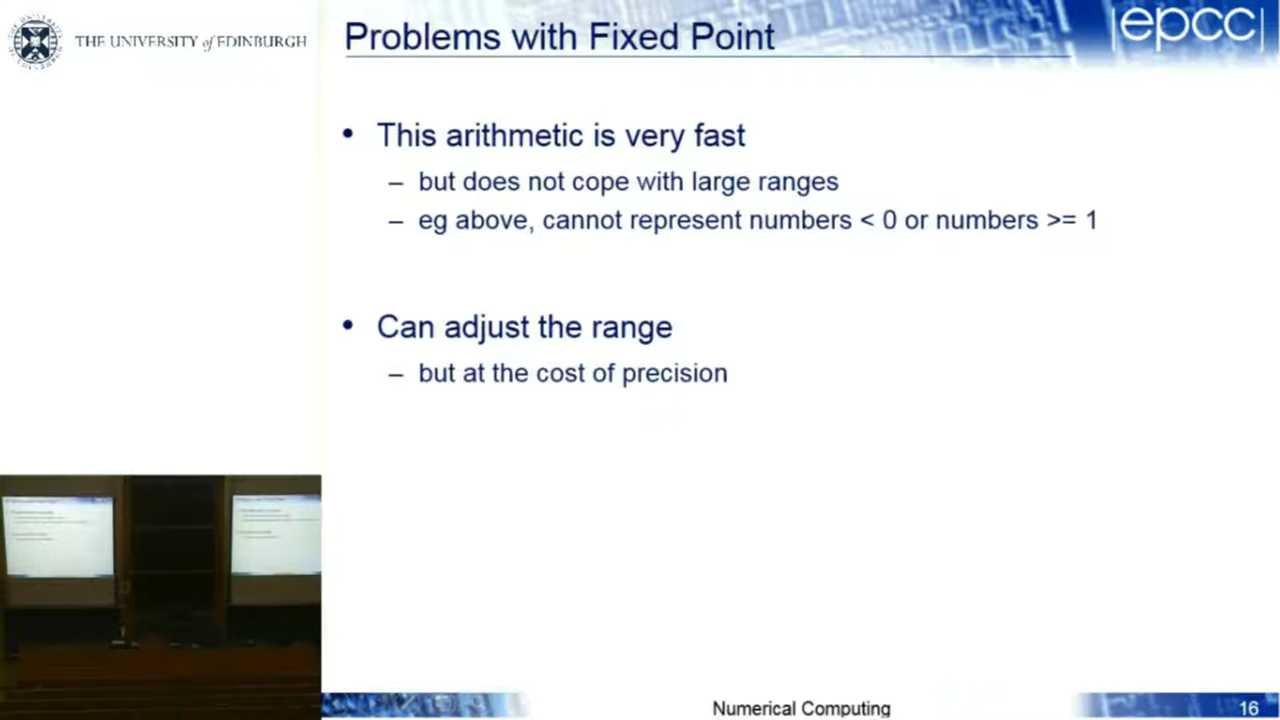 THE UNIVERSITY of EDINBURGH
Problems with Fixed Point
|epcc|
• This arithmetic is very fast
– but does not cope with large ranges
– eg above, cannot represent numbers < 0 or numbers >= 1
• Can adjust the range
– but at the cost of precision
Numerical Computing
16